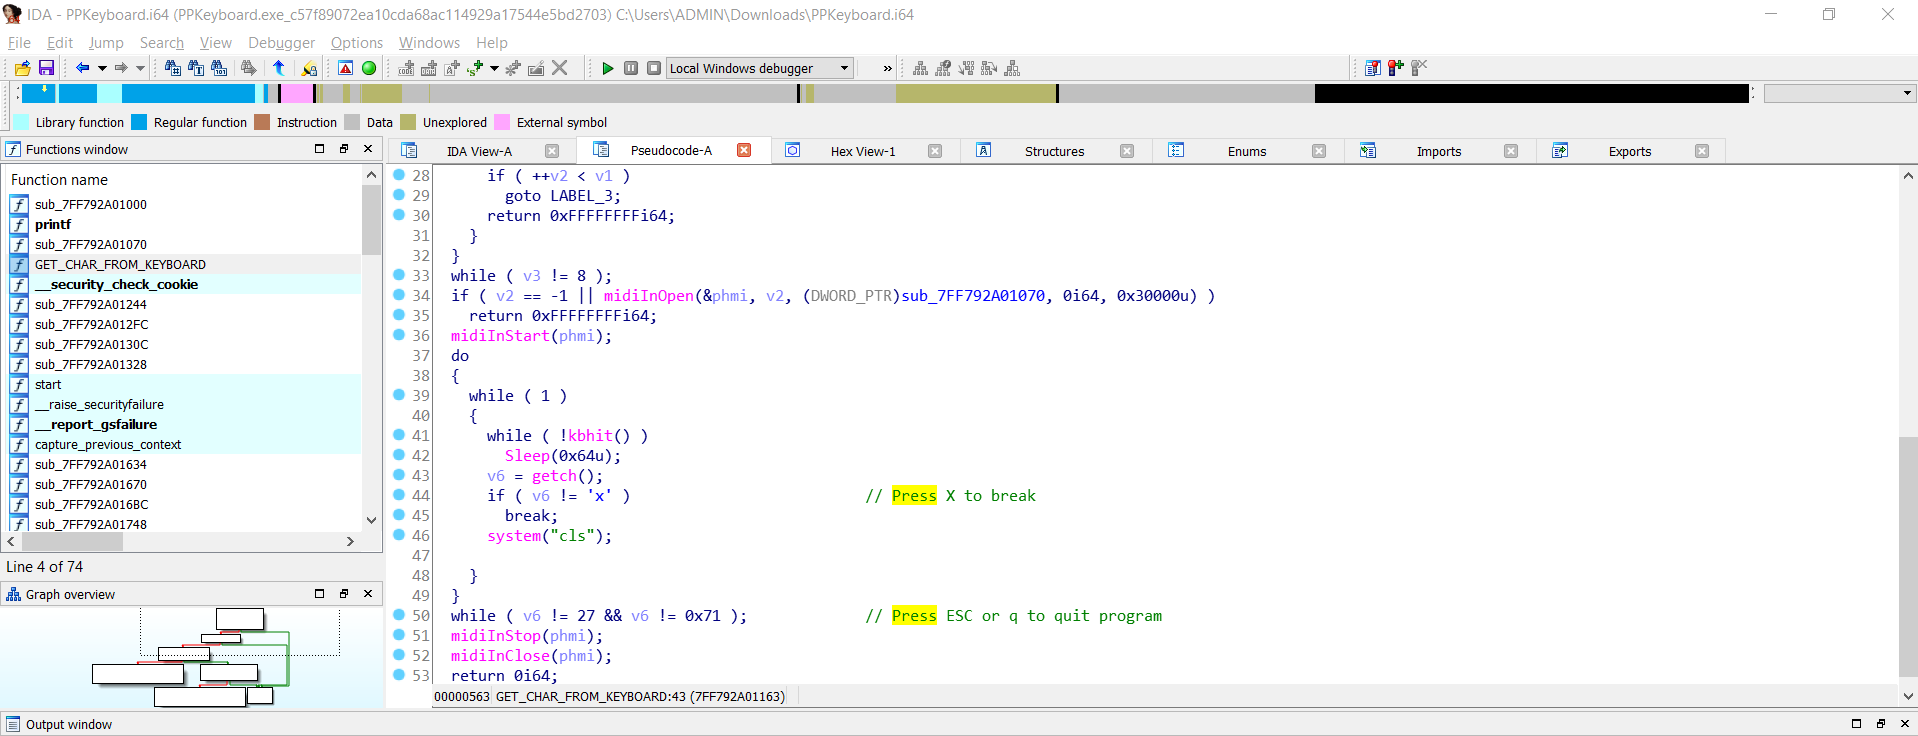 IDA - PPKeyboard.i64 (PPKeyboard.exe_c57f89072ea10cda68ac114929a17544e5bd2703) C:\Users\ADMIN\Downloads\PPKeyboard.i64
File Edit Jump Search View Debugger Options Windows Help
Local Windows debugger
Library function Regular function Instruction Data Unexplored External symbol
Functions window
IDA View-A Pseudocode-A Hex View-1 Structures Enums Imports Exports
Function name
sub_7FF792A01000
printf
sub_7FF792A01070
GET_CHAR_FROM_KEYBOARD
__security_check_cookie
sub_7FF792A01244
sub_7FF792A012FC
sub_7FF792A0130C
sub_7FF792A01328
start
__raise_securityfailure
__report_gsfailure
capture_previous_context
sub_7FF792A01634
sub_7FF792A01670
sub_7FF792A016BC
sub_7FF792A01748
Line 4 of 74
Graph overview
28 if ( ++v2 < v1 )
29 goto LABEL_3;
30 return 0xFFFFFFFFi64;
31 }
32 }
33 while ( v3 != 8 );
34 if ( v2 == -1 || midiInOpen(&phmi, v2, (DWORD_PTR)sub_7FF792A01070, 0i64, 0x30000u) )
35 return 0xFFFFFFFFi64;
36 midiInStart(phmi);
37 do
38 {
39 while ( 1 )
40 {
41 while ( !kbhit() )
42 Sleep(0x64u);
43 v6 = getch();
44 if ( v6 != 'x' ) // Press X to break
45 break;
46 system("cls");
47
48 }
49 }
50 while ( v6 != 27 && v6 != 0x71 ); // Press ESC or q to quit program
51 midiInStop(phmi);
52 midiInClose(phmi);
53 return 0i64;
00000563 GET_CHAR_FROM_KEYBOARD:43 (7FF792A01163)
Output window